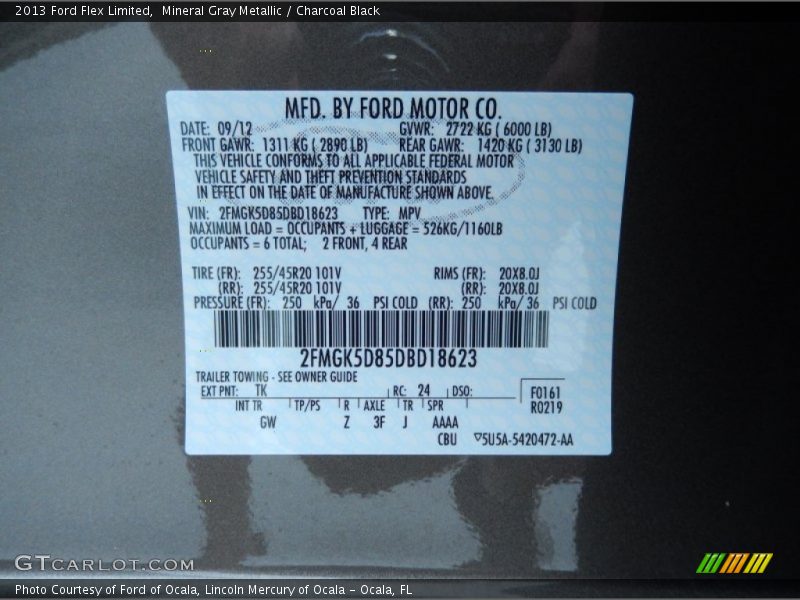 2013 Ford Flex Limited, Mineral Gray Metallic / Charcoal Black
MFD. BY FORD MOTOR CO.
DATE: 09/12 GVWR: 2722 KG ( 6000 LB)
FRONT GAWR: 1311 KG ( 2890 LB) REAR GAWR: 1420 KG ( 3130 LB)
THIS VEHICLE CONFORMS TO ALL APPLICABLE FEDERAL MOTOR
VEHICLE SAFETY AND THEFT PREVENTION STANDARDS
IN EFFECT ON THE DATE OF MANUFACTURE SHOWN ABOVE.
VIN: 2FMGK5D85DBD18623 TYPE: MPV
MAXIMUM LOAD = OCCUPANTS + LUGGAGE = 526KG/1160LB
OCCUPANTS = 6 TOTAL; 2 FRONT, 4 REAR
TIRE (FR): 255/45R20 101V RIMS (FR): 20X8.0J
(RR): 255/45R20 101V (RR): 20X8.0J
PRESSURE (FR): 250 kPa/ 36 PSI COLD (RR): 250 kPa/ 36 PSI COLD
2FMGK5D85DBD18623
TRAILER TOWING - SEE OWNER GUIDE
EXT PNT: TK RC: 24 DSO: F0161
INT TR TP/PS R AXLE TR SPR R0219
GW Z 3F J AAAA
CBU ▽5U5A-5420472-AA
GTCARLOT.COM
Photo Courtesy of Ford of Ocala, Lincoln Mercury of Ocala – Ocala, FL